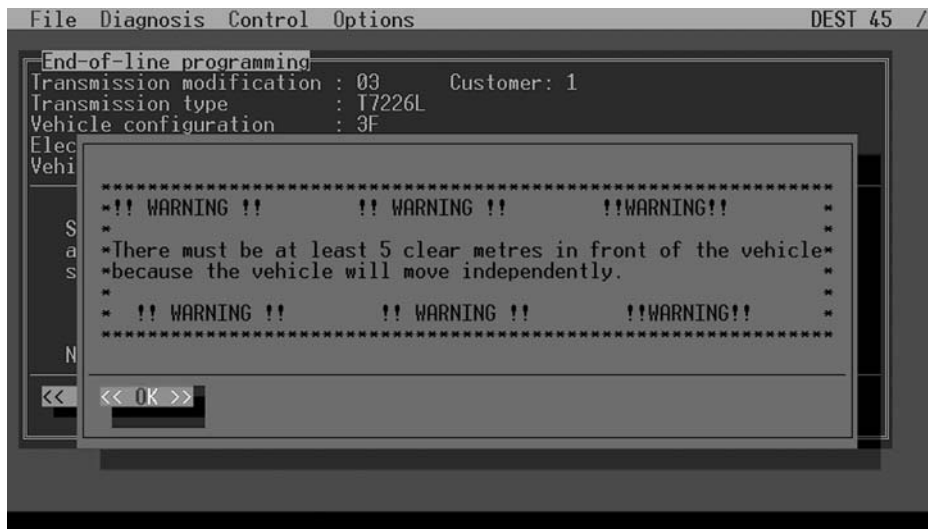 File Diagnosis Control Options DEST 45 /
End-of-line programming
Transmission modification : 03 Customer: 1
Transmission type : T7226L
Vehicle configuration : 3F
Elec
Vehi
****************************************************************
*!! WARNING !! !! WARNING !! !!WARNING!! *
S
* *
a
*There must be at least 5 clear metres in front of the vehicle*
s
*because the vehicle will move independently. *
* *
* !! WARNING !! !! WARNING !! !!WARNING!! *
****************************************************************
N
<<
<< OK >>